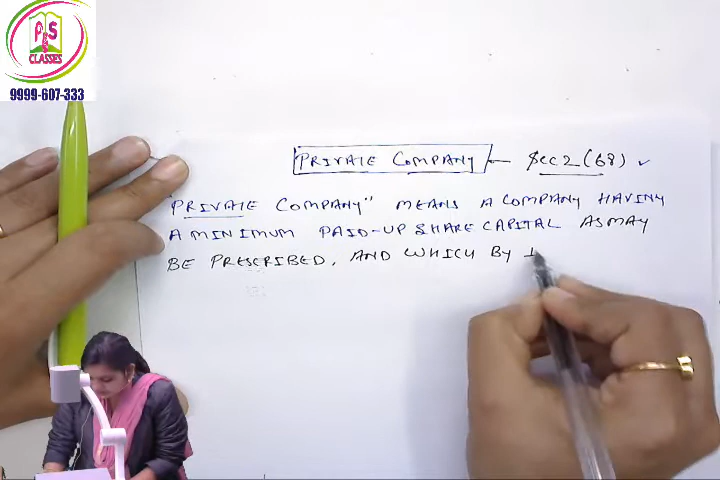 P&S
CLASSES
9999-607-333
PRIVATE COMPANY — Sec 2 (68)
PRIVATE COMPANY" MEANS A COMPANY HAVING
A MINIMUM PAID-UP SHARE CAPITAL AS MAY
BE PRESCRIBED, AND WHICH BY